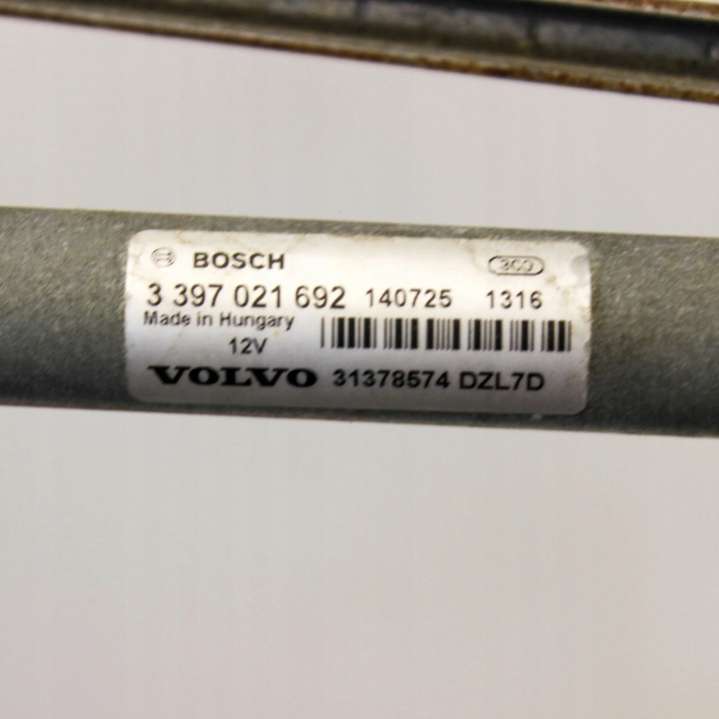 BOSCH
3 397 021 692 140725 1316
Made in Hungary
12V
VOLVO 31378574 DZL7D